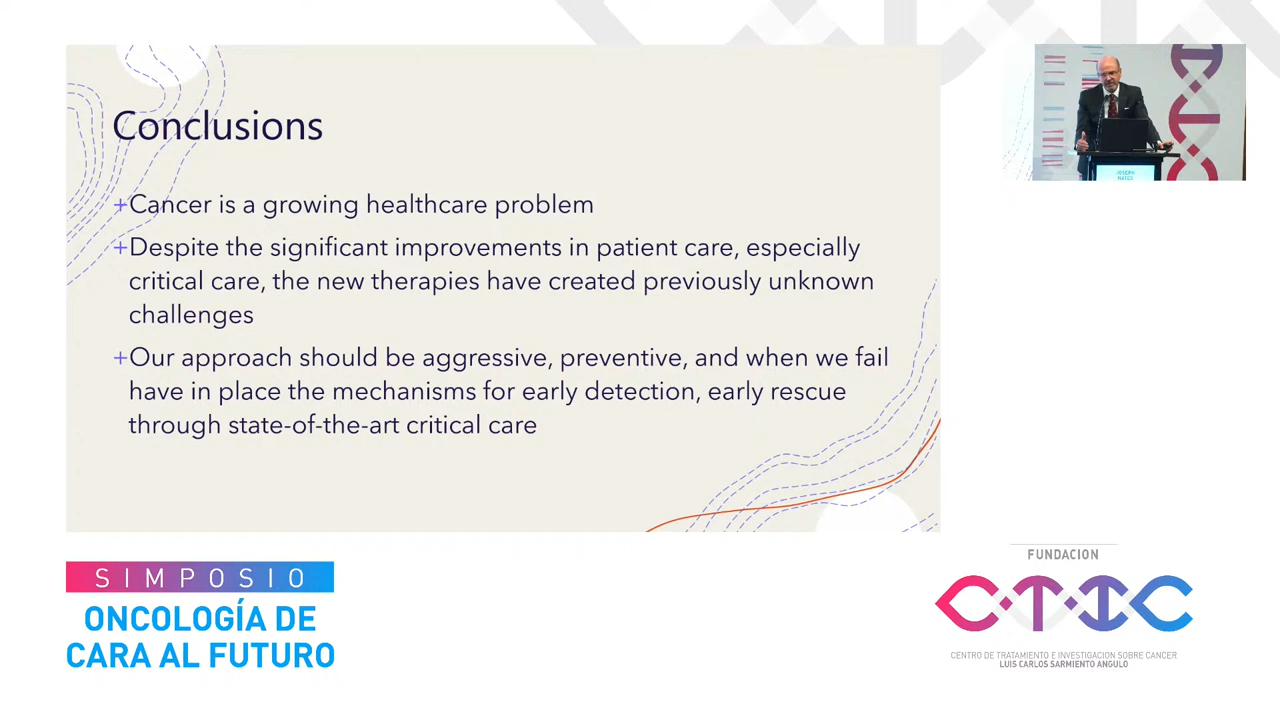 Conclusions
+Cancer is a growing healthcare problem
+Despite the significant improvements in patient care, especially
critical care, the new therapies have created previously unknown
challenges
+Our approach should be aggressive, preventive, and when we fail
have in place the mechanisms for early detection, early rescue
through state-of-the-art critical care
JOSEPH
NATES
SIMPOSIO
ONCOLOGÍA DE
CARA AL FUTURO
FUNDACION
CTIC
CENTRO DE TRATAMIENTO E INVESTIGACION SOBRE CANCER
LUIS CARLOS SARMIENTO ANGULO